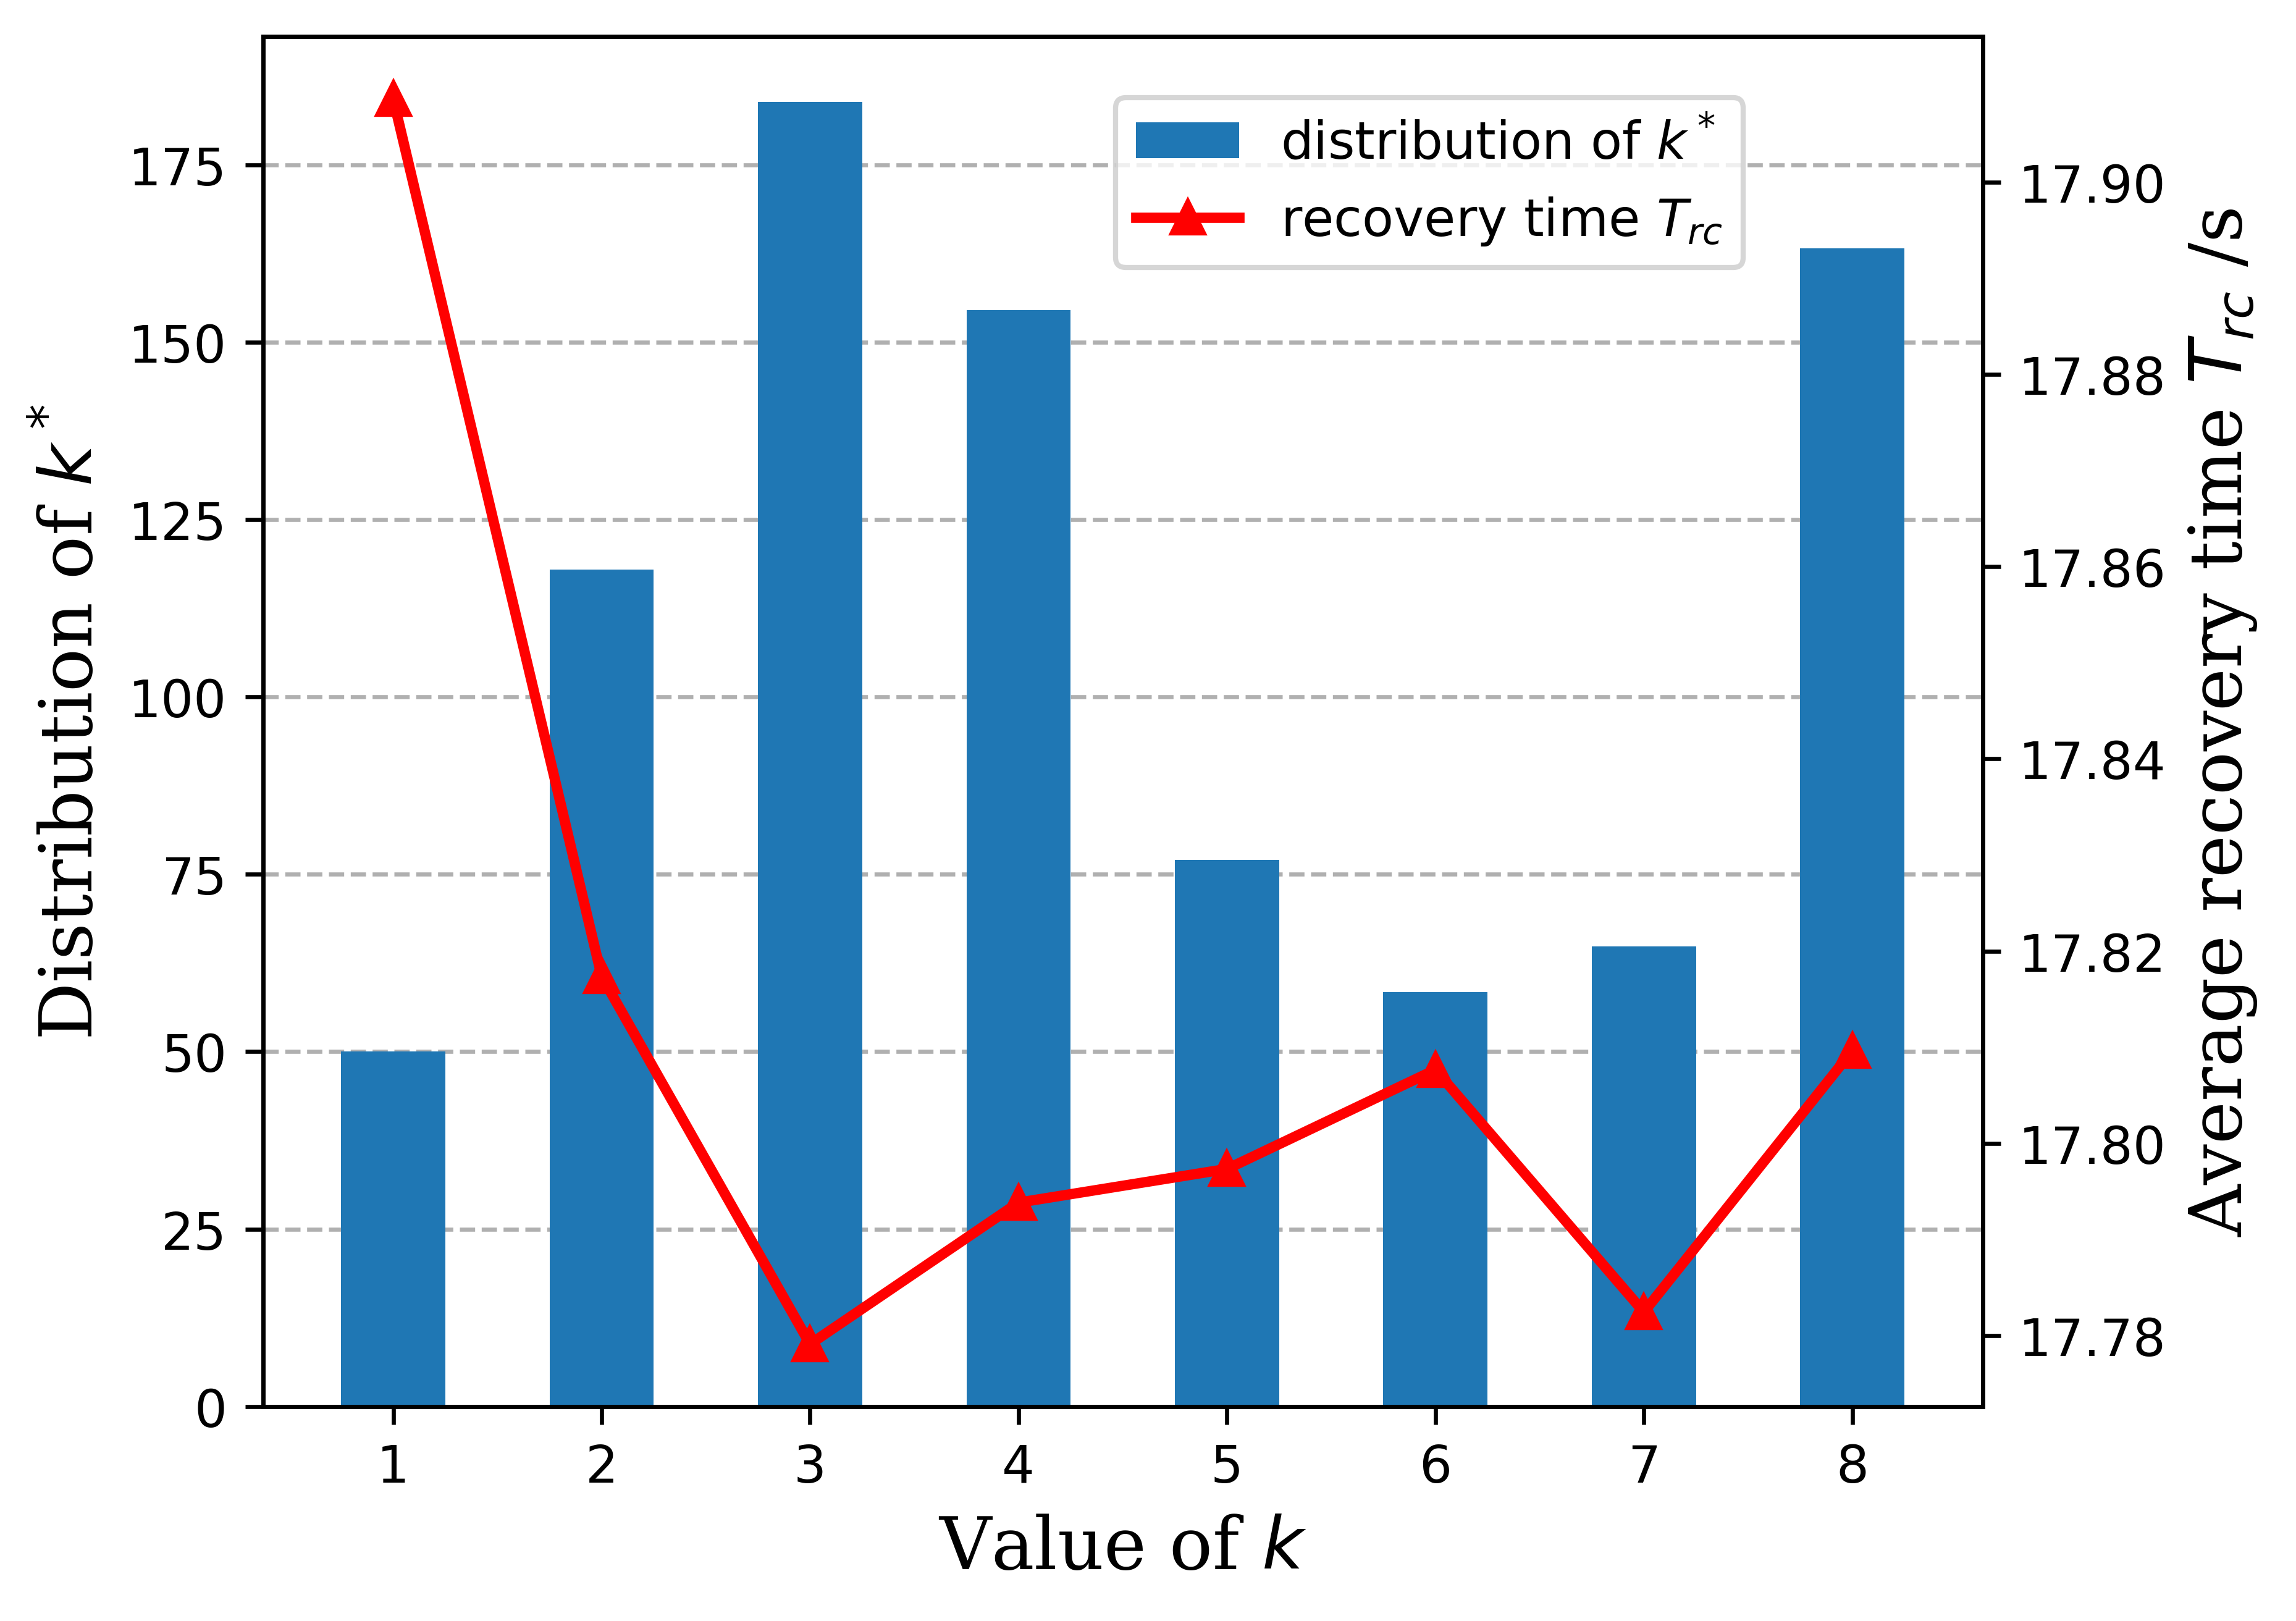 distribution of k*
recovery time T_rc
175
150
125
100
75
50
25
0
Distribution of k*
17.90
17.88
17.86
17.84
17.82
17.80
17.78
Average recovery time T_rc /s
1 2 3 4 5 6 7 8
Value of k